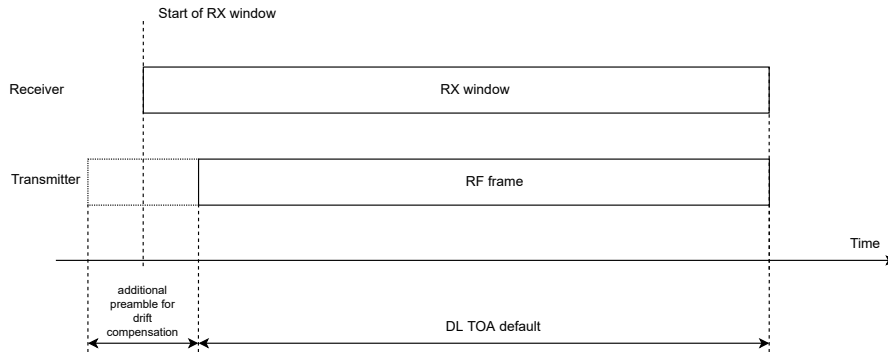 Start of RX window
Receiver
RX window
Transmitter
RF frame
Time
additional
preamble for
drift
compensation
DL TOA default